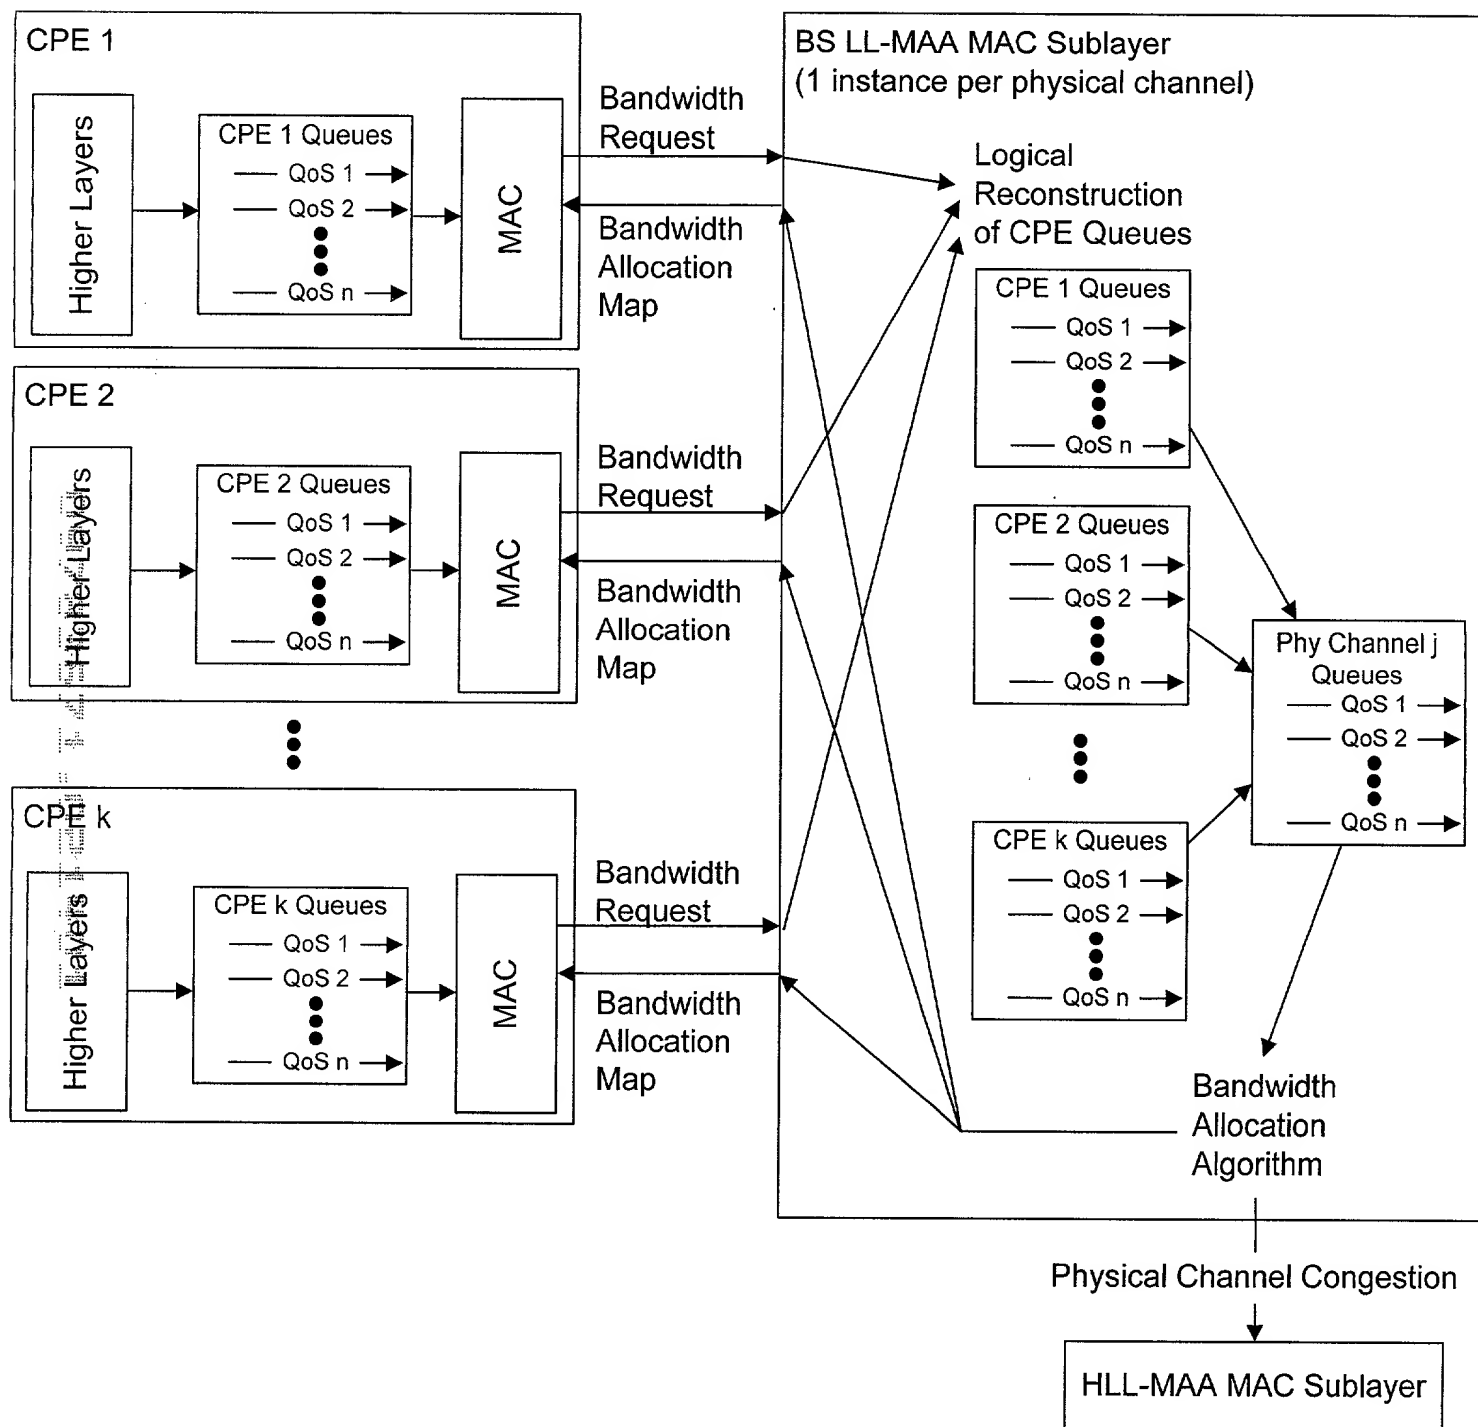 CPE 1
Higher Layers
CPE 1 Queues
QoS 1
QoS 2
QoS n
MAC
Bandwidth
Request
Bandwidth
Allocation
Map
CPE 2
Higher Layers
CPE 2 Queues
QoS 1
QoS 2
QoS n
MAC
Bandwidth
Request
Bandwidth
Allocation
Map
CPE k
Higher Layers
CPE k Queues
QoS 1
QoS 2
QoS n
MAC
Bandwidth
Request
Bandwidth
Allocation
Map
BS LL-MAA MAC Sublayer
(1 instance per physical channel)
Logical
Reconstruction
of CPE Queues
CPE 1 Queues
QoS 1
QoS 2
QoS n
CPE 2 Queues
QoS 1
QoS 2
QoS n
CPE k Queues
QoS 1
QoS 2
QoS n
Phy Channel j
Queues
QoS 1
QoS 2
QoS n
Bandwidth
Allocation
Algorithm
Physical Channel Congestion
HLL-MAA MAC Sublayer